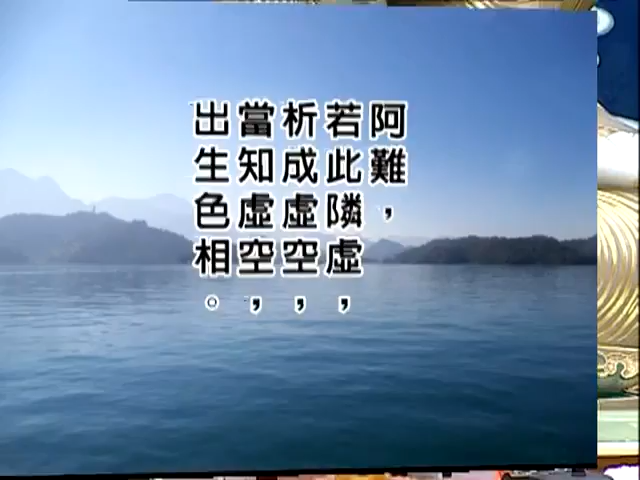 阿難，
若此隣虛，
析成虛空，
當知虛空，
出生色相。